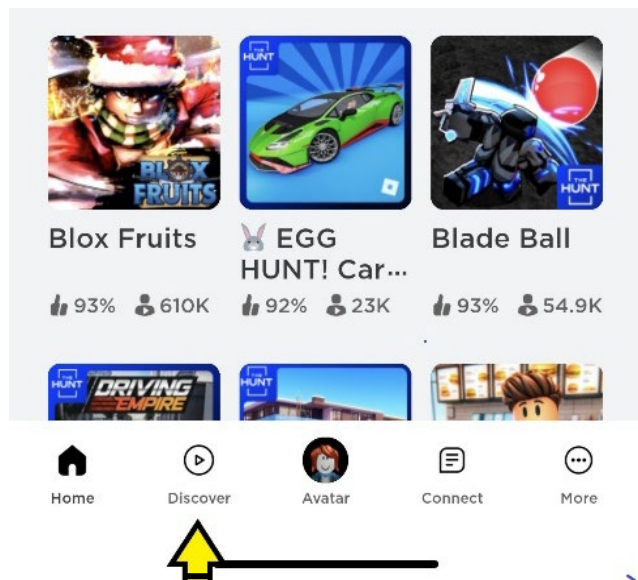 THE
HUNT
BLOX
FRUITS
THE
HUNT
Blox Fruits
🐰 EGG
HUNT! Car...
Blade Ball
93% 610K
92% 23K
93% 54.9K
THE
HUNT
DRIVING
EMPIRE
THE
HUNT
Home
Discover
Avatar
Connect
More